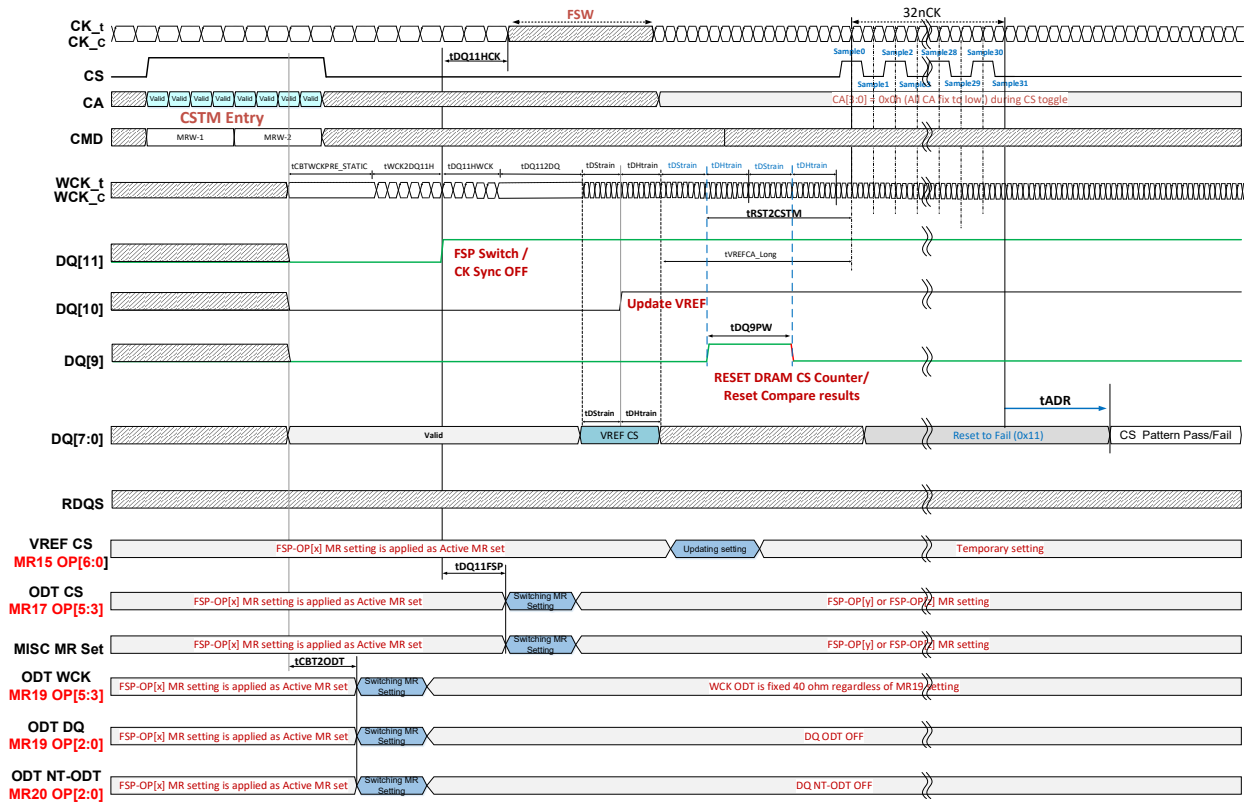 CK_t
CK_c
FSW
32nCK
tDQ11HCK
Sample0
Sample2
Sample28
Sample30
CS
Sample1
Sample29
Sample31
CA
Valid Valid Valid Valid Valid Valid Valid Valid
CA[3:0] = 0x0h (All CA fix to low,) during CS toggle
CSTM Entry
CMD
MRW-1
MRW-2
tCBTWCKPRE_STATIC
tWCK2DQ11H
tDQ11HWCK
tDQ112DQ
tDStrain
tDHtrain
tDStrain
tDHtrain
tDStrain
tDHtrain
WCK_t
WCK_c
tRST2CSTM
DQ[11]
FSP Switch /
CK Sync OFF
tVREFCA_Long
DQ[10]
Update VREF
tDQ9PW
DQ[9]
RESET DRAM CS Counter/
Reset Compare results
tADR
tDStrain
tDHtrain
DQ[7:0]
Valid
VREF CS
Reset to Fail (0x11)
CS Pattern Pass/Fail
RDQS
VREF CS
MR15 OP[6:0]
FSP-OP[x] MR setting is applied as Active MR set
Updating setting
Temporary setting
tDQ11FSP
ODT CS
MR17 OP[5:3]
FSP-OP[x] MR setting is applied as Active MR set
Switching MR
Setting
FSP-OP[y] or FSP-OP[z] MR setting
MISC MR Set
FSP-OP[x] MR setting is applied as Active MR set
Switching MR
Setting
FSP-OP[y] or FSP-OP[z] MR setting
tCBT2ODT
ODT WCK
MR19 OP[5:3]
FSP-OP[x] MR setting is applied as Active MR set
Switching MR
Setting
WCK ODT is fixed 40 ohm regardless of MR19 setting
ODT DQ
MR19 OP[2:0]
FSP-OP[x] MR setting is applied as Active MR set
Switching MR
Setting
DQ ODT OFF
ODT NT-ODT
MR20 OP[2:0]
FSP-OP[x] MR setting is applied as Active MR set
Switching MR
Setting
DQ NT-ODT OFF